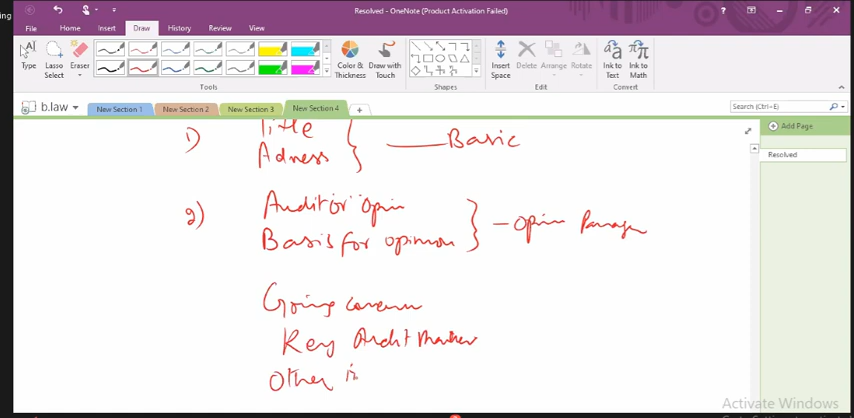 ing
Resolved - OneNote (Product Activation Failed)
File Home Insert Draw History Review View
Type Lasso Select Eraser Color & Thickness Draw with Touch Insert Space Delete Arrange Rotate Ink to Text Ink to Math
Tools Shapes Edit Convert
b.law New Section 1 New Section 2 New Section 3 New Section 4 Search (Ctrl+E)
Add Page
Resolved
1) Title
Adress — Basic
2) Auditor Opin
Basis for opinion — Opin
Going concern
Key Audit Matter
Other i
Activate Windows